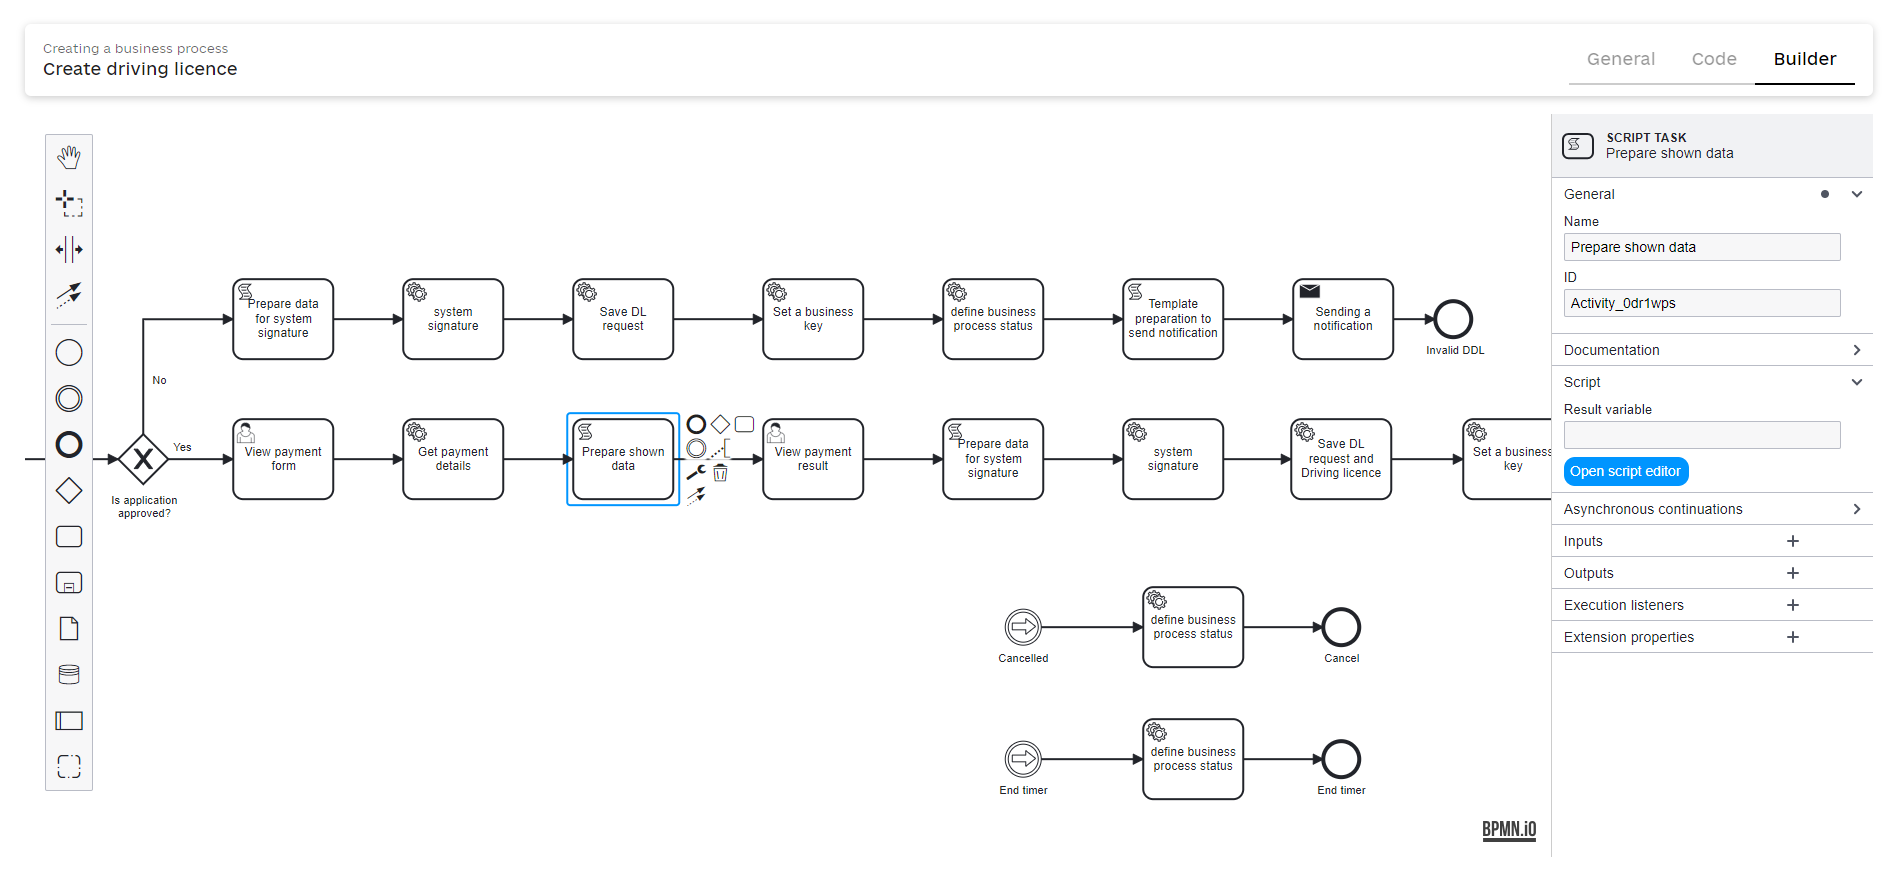 Creating a business process
Create driving licence
General
Code
Builder
SCRIPT TASK
Prepare shown data
General
Name
Prepare shown data
ID
Activity_0dr1wps
Documentation
Script
Result variable
Open script editor
Asynchronous continuations
Inputs
Outputs
Execution listeners
Extension properties
Prepare data
for system
signature
system
signature
Save DL
request
Set a business
key
define business
process status
Template
preparation to
send notification
Sending a
notification
Invalid DDL
No
Yes
Is application
approved?
View payment
form
Get payment
details
Prepare shown
data
View payment
result
Prepare data
for system
signature
system
signature
Save DL
request and
Driving licence
Set a business
key
Cancelled
define business
process status
Cancel
End timer
define business
process status
End timer
BPMN.iO